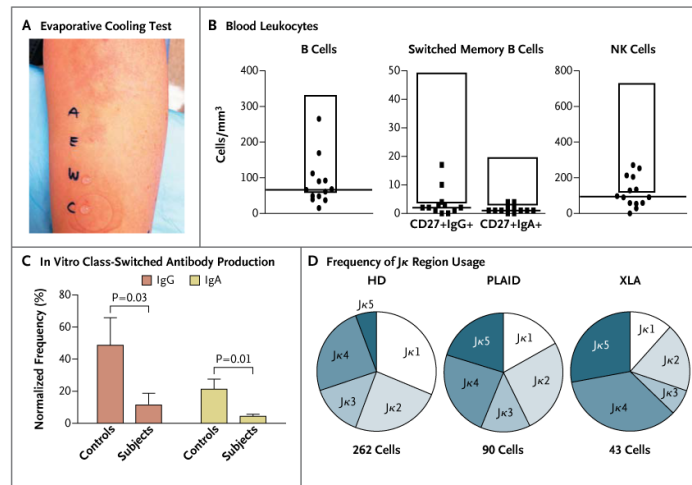 A Evaporative Cooling Test
A
E
W
C
B Blood Leukocytes
B Cells
Switched Memory B Cells
NK Cells
Cells/mm³
400
300
200
100
0
50
40
30
20
10
0
CD27+IgG+ CD27+IgA+
800
600
400
200
0
C In Vitro Class-Switched Antibody Production
IgG IgA
Normalized Frequency (%)
80
60
40
20
0
P=0.03
P=0.01
Controls
Subjects
Controls
Subjects
D Frequency of Jκ Region Usage
HD
Jκ5
Jκ1
Jκ4
Jκ3
Jκ2
262 Cells
PLAID
Jκ5
Jκ1
Jκ2
Jκ4
Jκ3
90 Cells
XLA
Jκ1
Jκ5
Jκ2
Jκ3
Jκ4
43 Cells